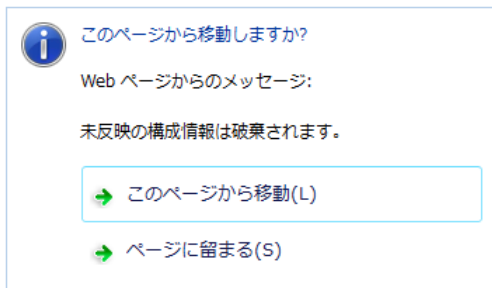 このページから移動しますか?
Web ページからのメッセージ:
未反映の構成情報は破棄されます。
このページから移動(L)
ページに留まる(S)